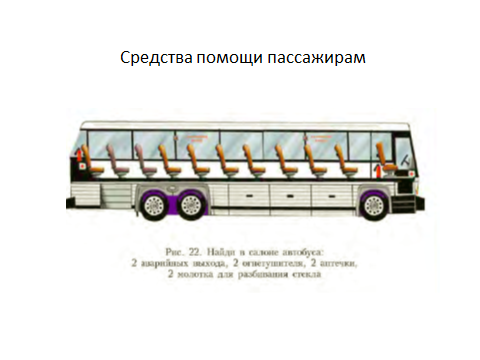 Средства помощи пассажирам
Рис. 22. Найди в салоне автобуса:
2 аварийных выхода, 2 огнетушителя, 2 аптечки,
2 молотка для разбивания стекла